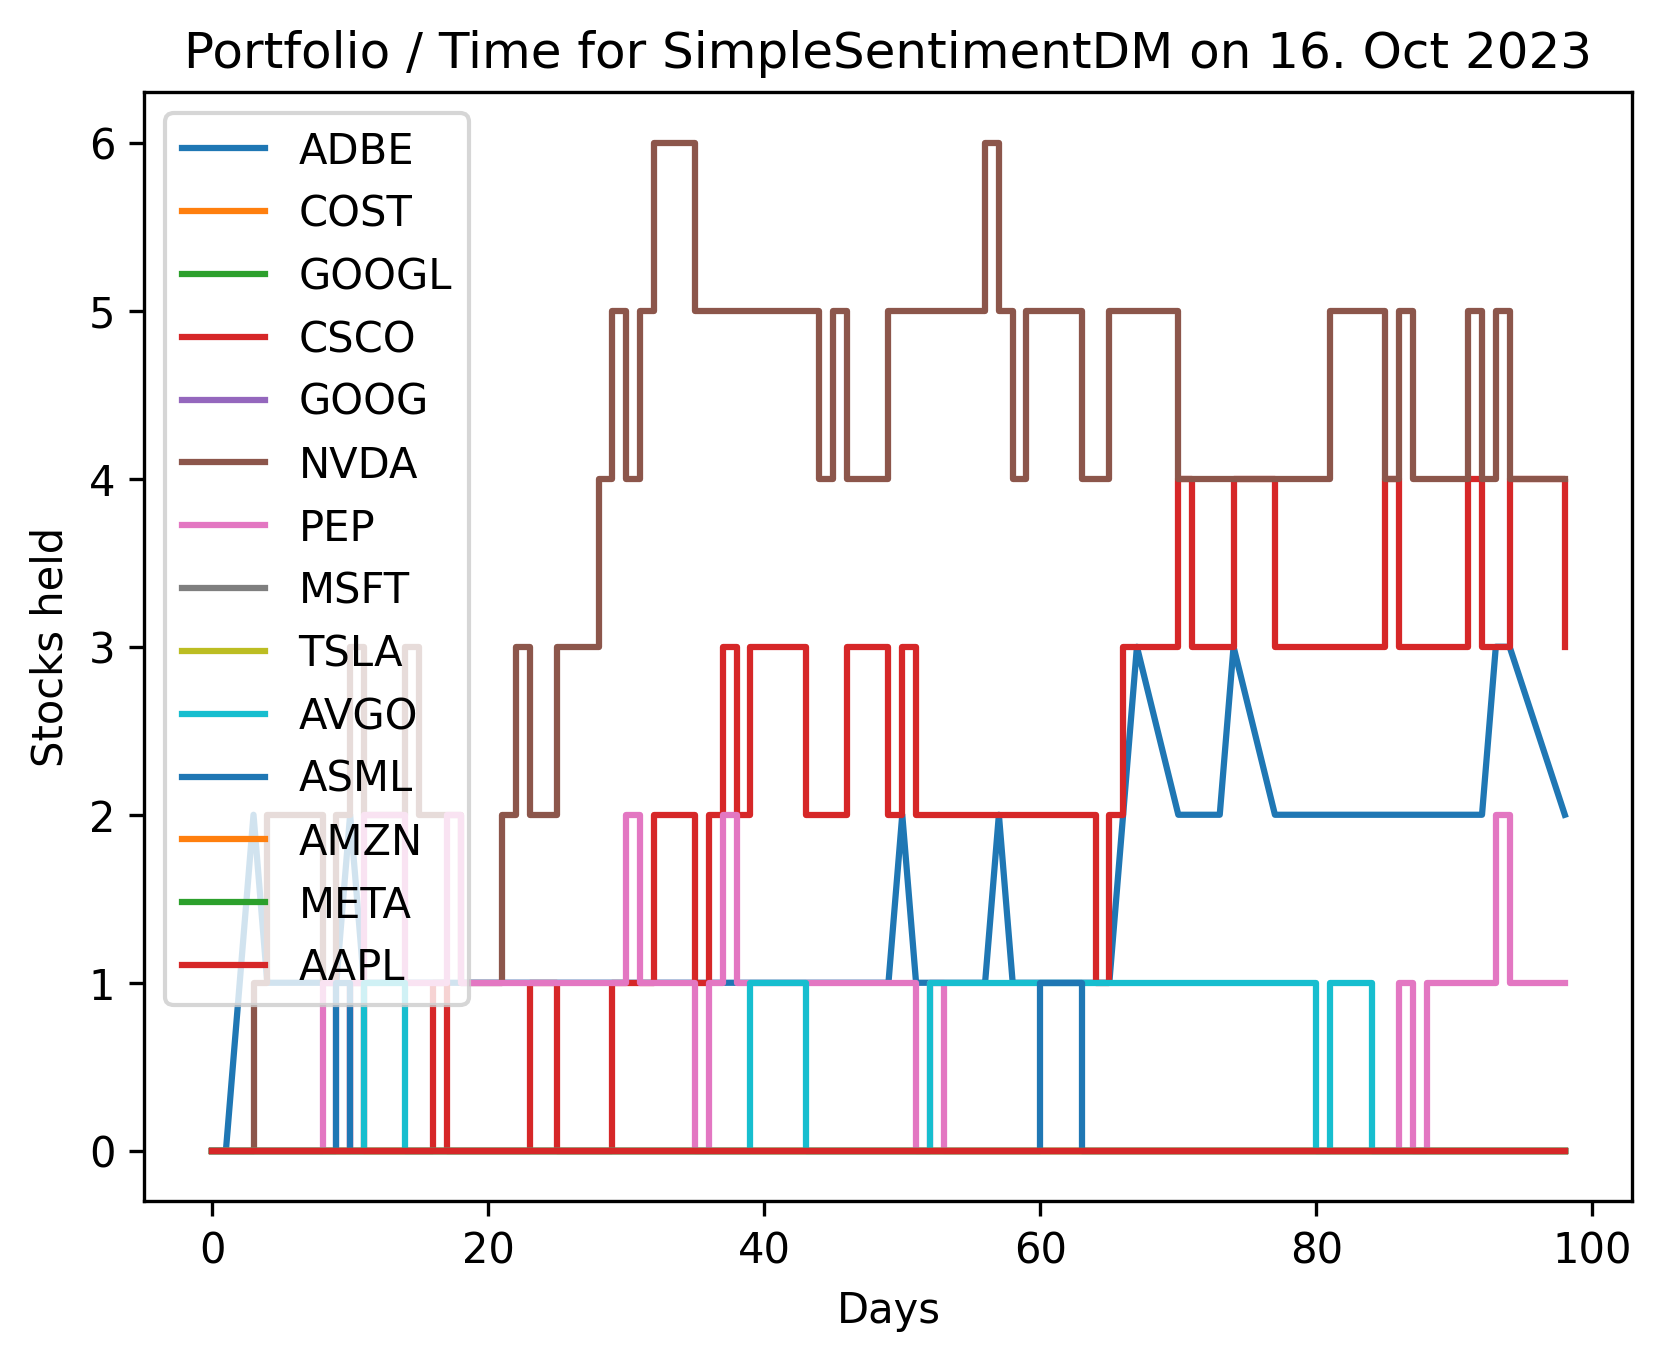 Portfolio / Time for SimpleSentimentDM on 16. Oct 2023
ADBE
COST
GOOGL
CSCO
GOOG
NVDA
PEP
MSFT
TSLA
AVGO
ASML
AMZN
META
AAPL
Stocks held
6
5
4
3
2
1
0
0 20 40 60 80 100
Days